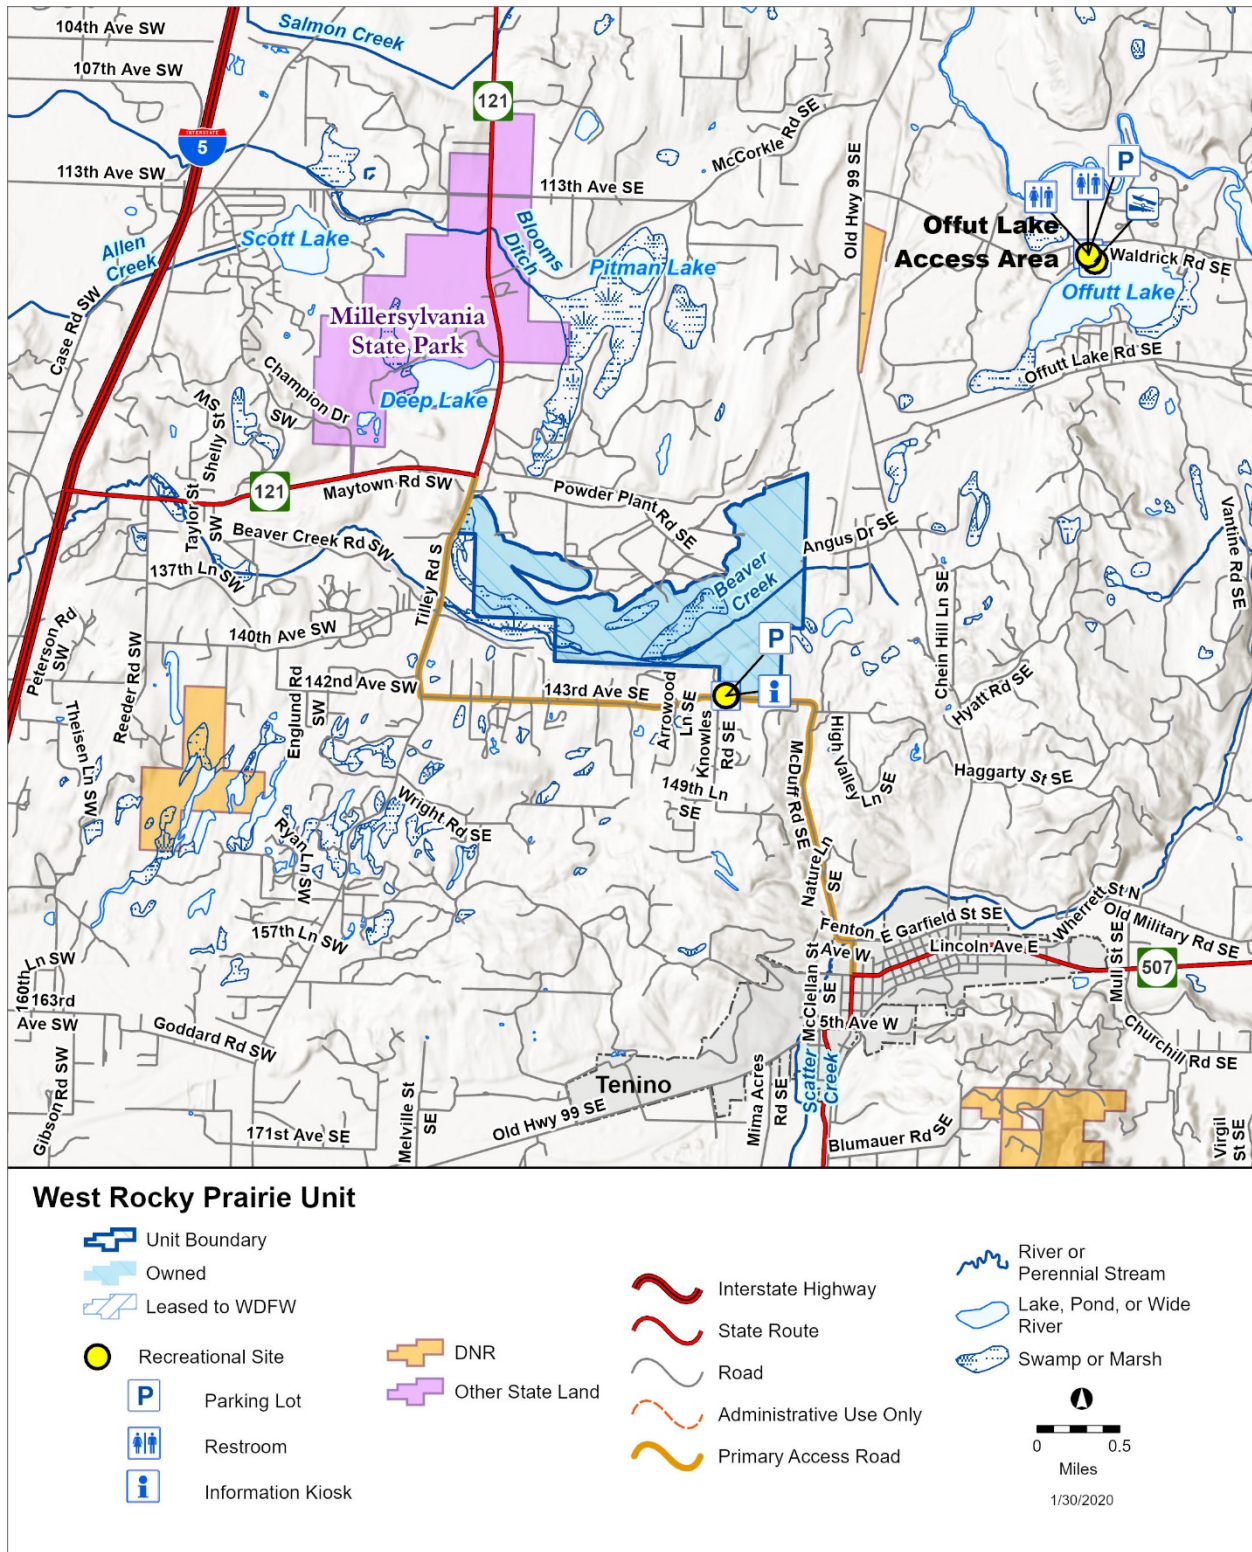 104th Ave SW
107th Ave SW
Salmon Creek
121
INTERSTATE
5
113th Ave SW
113th Ave SE
McCorkle Rd SE
Old Hwy 99 SE
P
Offut Lake
Access Area
Waldrick Rd SE
Offutt Lake
Offutt Lake Rd SE
Allen
Creek
Scott Lake
Blooms
Ditch
Pitman Lake
Case Rd SW
Millersylvania
State Park
Champion Dr
SW
Deep Lake
Shelly St
SW
121
Maytown Rd SW
Powder Plant Rd SE
Taylor St
SW
Beaver Creek Rd SW
137th Ln SW
Tilley Rd S
Beaver
Creek
Angus Dr SE
Vantine Rd SE
Chein Hill Ln SE
Hyatt Rd SE
Haggarty St SE
Peterson Rd
SW
Reeder Rd SW
140th Ave SW
142nd Ave SW
143rd Ave SE
P
i
Arrowood
Ln SE
Knowles
Rd SE
149th Ln
SE
McDuff Rd SE
High Valley
Ln SE
Theisen Ln SW
Englund Rd
SW
Wright Rd SE
Ryan Ln SW
157th Ln SW
Nature Ln
SE
Fenton
Ave W
E Garfield St SE
Lincoln Ave E
Wherrett St N
Old Military Rd SE
Mull St SE
507
160th Ln SW
163rd
Ave SW
Goddard Rd SW
McClellan St
SE
5th Ave W
Churchill Rd SE
Gibson Rd SW
Tenino
Scatter
Creek
Mima Acres
Rd SE
Melville St
SE
171st Ave SE
Old Hwy 99 SE
Blumauer Rd SE
Virgil
St SE
West Rocky Prairie Unit
Unit Boundary
Owned
Leased to WDFW
Recreational Site
P Parking Lot
Restroom
i Information Kiosk
DNR
Other State Land
Interstate Highway
State Route
Road
Administrative Use Only
Primary Access Road
River or
Perennial Stream
Lake, Pond, or Wide
River
Swamp or Marsh
0 0.5
Miles
1/30/2020